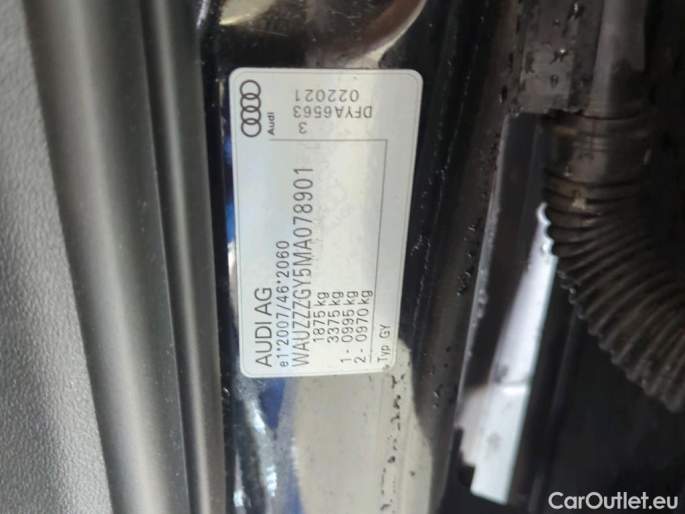 AUDI AG
e1*2007/46*2060
WAUZZZGY5MA078901
1875 kg
3375 kg
1 - 0995 kg
2 - 0970 kg
Typ GY
Audi
3
DFYA6563
022021
CarOutlet.eu